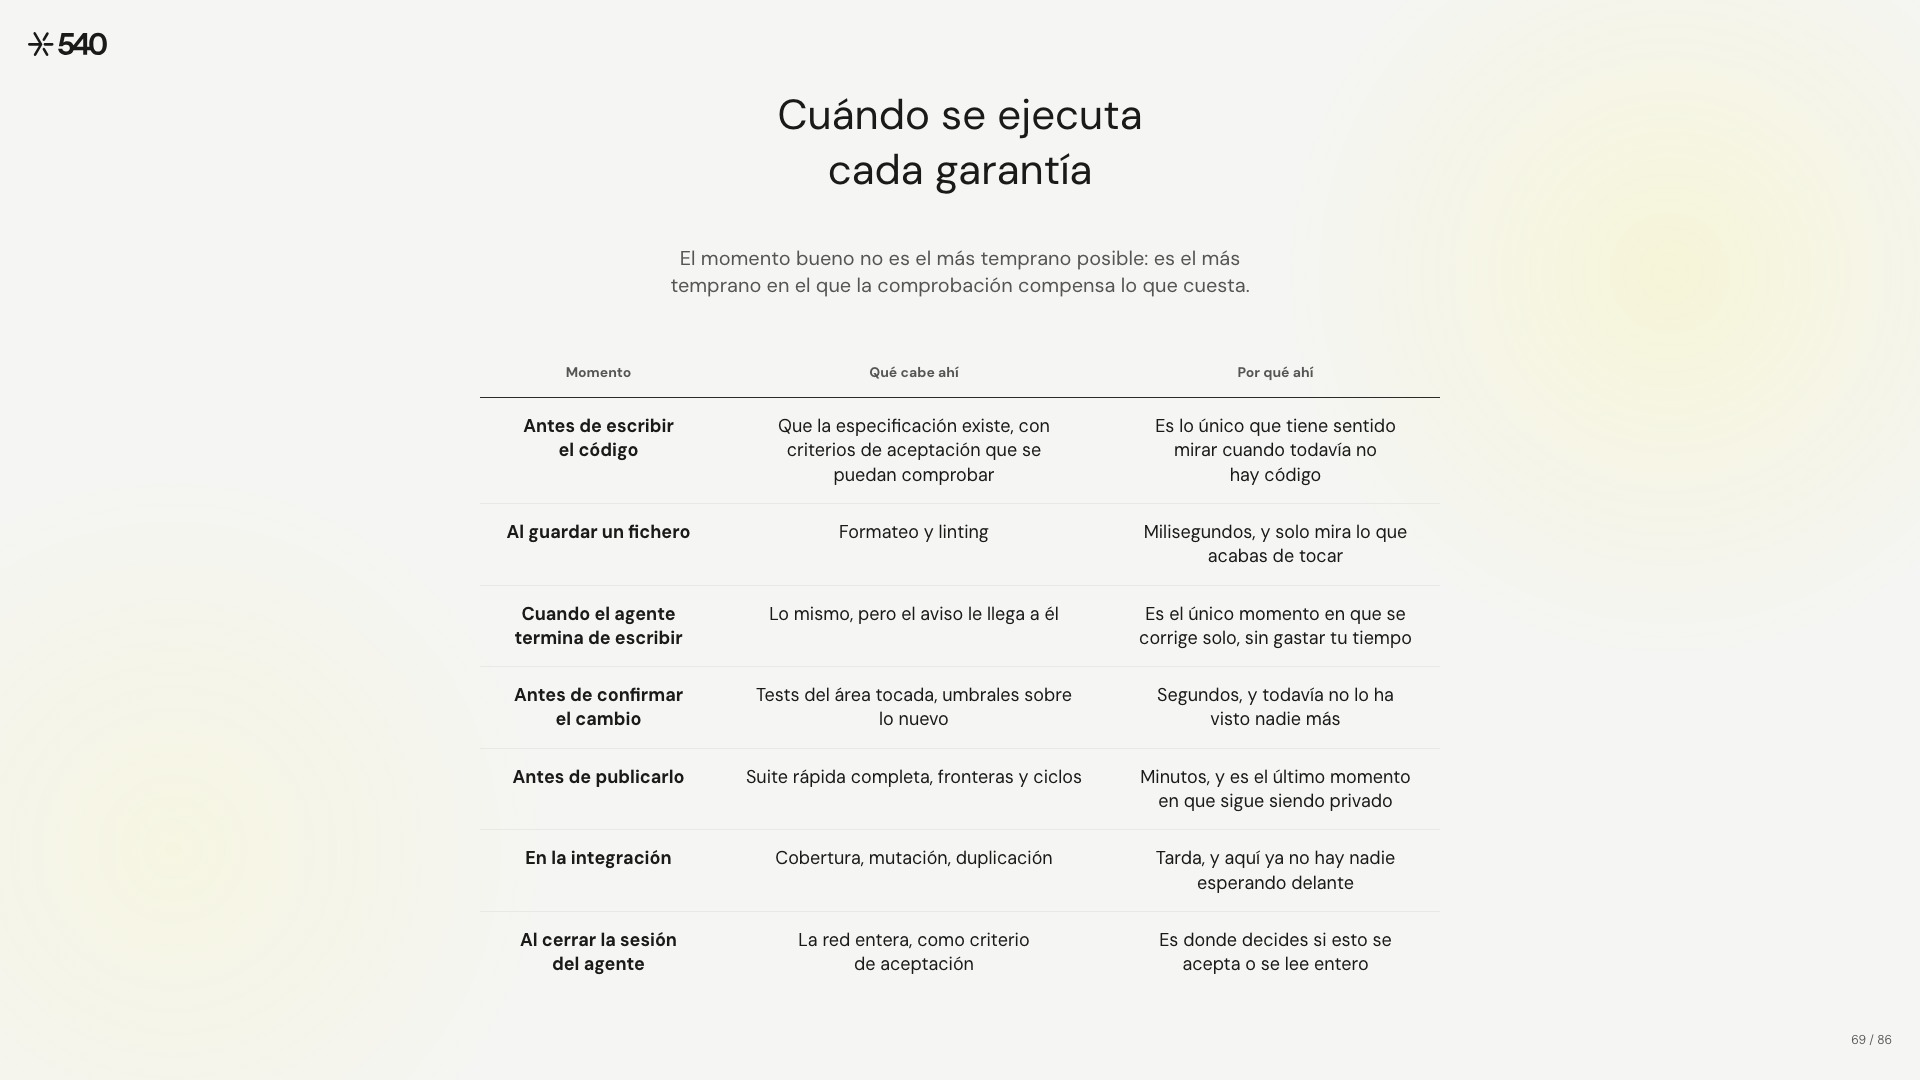 540
Cuándo se ejecuta
cada garantía
El momento bueno no es el más temprano posible: es el más
temprano en el que la comprobación compensa lo que cuesta.
Momento
Qué cabe ahí
Por qué ahí
Antes de escribir
el código
Que la especificación existe, con
criterios de aceptación que se
puedan comprobar
Es lo único que tiene sentido
mirar cuando todavía no
hay código
Al guardar un fichero
Formateo y linting
Milisegundos, y solo mira lo que
acabas de tocar
Cuando el agente
termina de escribir
Lo mismo, pero el aviso le llega a él
Es el único momento en que se
corrige solo, sin gastar tu tiempo
Antes de confirmar
el cambio
Tests del área tocada, umbrales sobre
lo nuevo
Segundos, y todavía no lo ha
visto nadie más
Antes de publicarlo
Suite rápida completa, fronteras y ciclos
Minutos, y es el último momento
en que sigue siendo privado
En la integración
Cobertura, mutación, duplicación
Tarda, y aquí ya no hay nadie
esperando delante
Al cerrar la sesión
del agente
La red entera, como criterio
de aceptación
Es donde decides si esto se
acepta o se lee entero
69 / 86